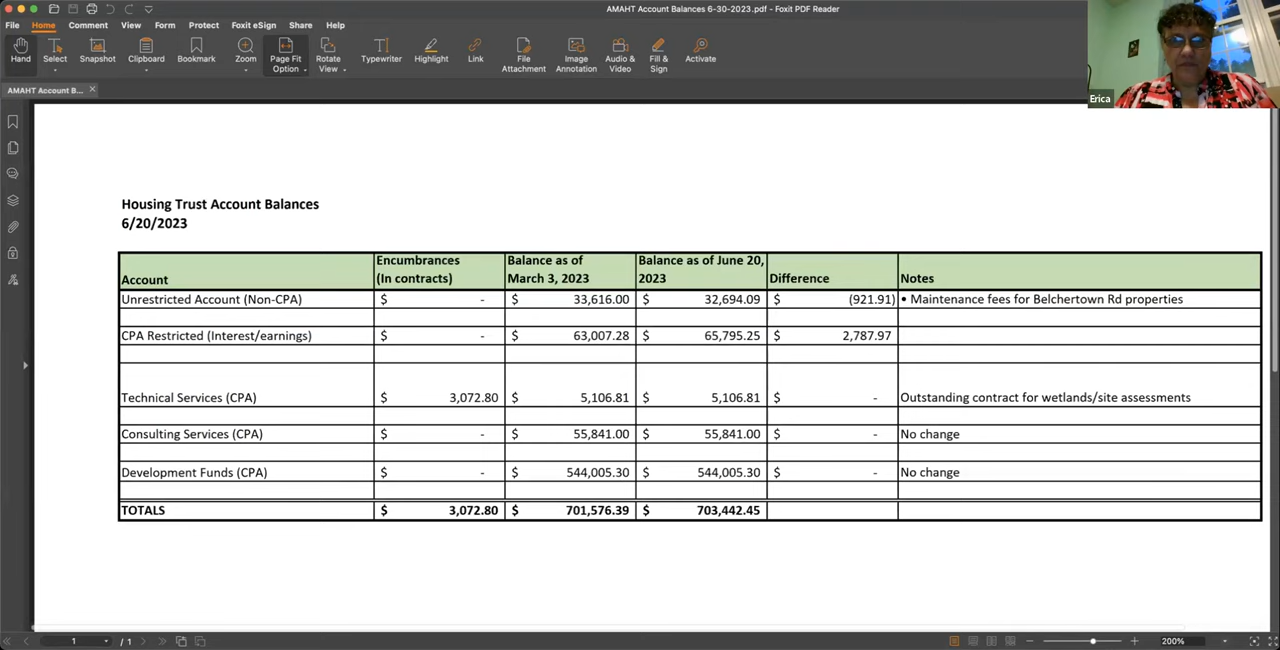 AMAHT Account Balances 6-30-2023.pdf - Foxit PDF Reader
File Home Comment View Form Protect Foxit eSign Share Help
Hand Select Snapshot Clipboard Bookmark Zoom Page Fit Option Rotate View Typewriter Highlight Link File Attachment Image Annotation Audio & Video Fill & Sign Activate
Erica
AMAHT Account B...
Housing Trust Account Balances
6/20/2023
Account Encumbrances (In contracts) Balance as of March 3, 2023 Balance as of June 20, 2023 Difference Notes
Unrestricted Account (Non-CPA) $ - $ 33,616.00 $ 32,694.09 $ (921.91) • Maintenance fees for Belchertown Rd properties
CPA Restricted (Interest/earnings) $ - $ 63,007.28 $ 65,795.25 $ 2,787.97
Technical Services (CPA) $ 3,072.80 $ 5,106.81 $ 5,106.81 $ - Outstanding contract for wetlands/site assessments
Consulting Services (CPA) $ - $ 55,841.00 $ 55,841.00 $ - No change
Development Funds (CPA) $ - $ 544,005.30 $ 544,005.30 $ - No change
TOTALS $ 3,072.80 $ 701,576.39 $ 703,442.45
1 / 1 200%